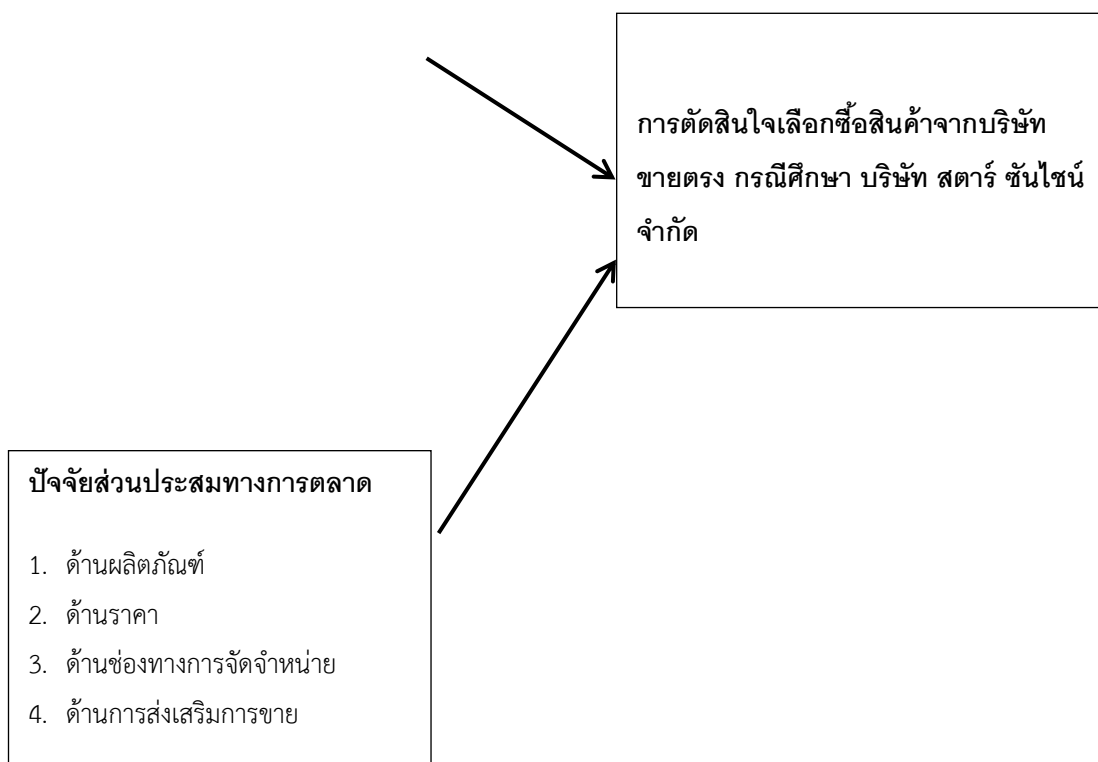 การตัดสินใจเลือกซื้อสินค้าจากบริษัท
ขายตรง กรณีศึกษา บริษัท สตาร์ ซันไชน์
จำกัด
ปัจจัยส่วนประสมทางการตลาด
1. ด้านผลิตภัณฑ์
2. ด้านราคา
3. ด้านช่องทางการจัดจำหน่าย
4. ด้านการส่งเสริมการขาย